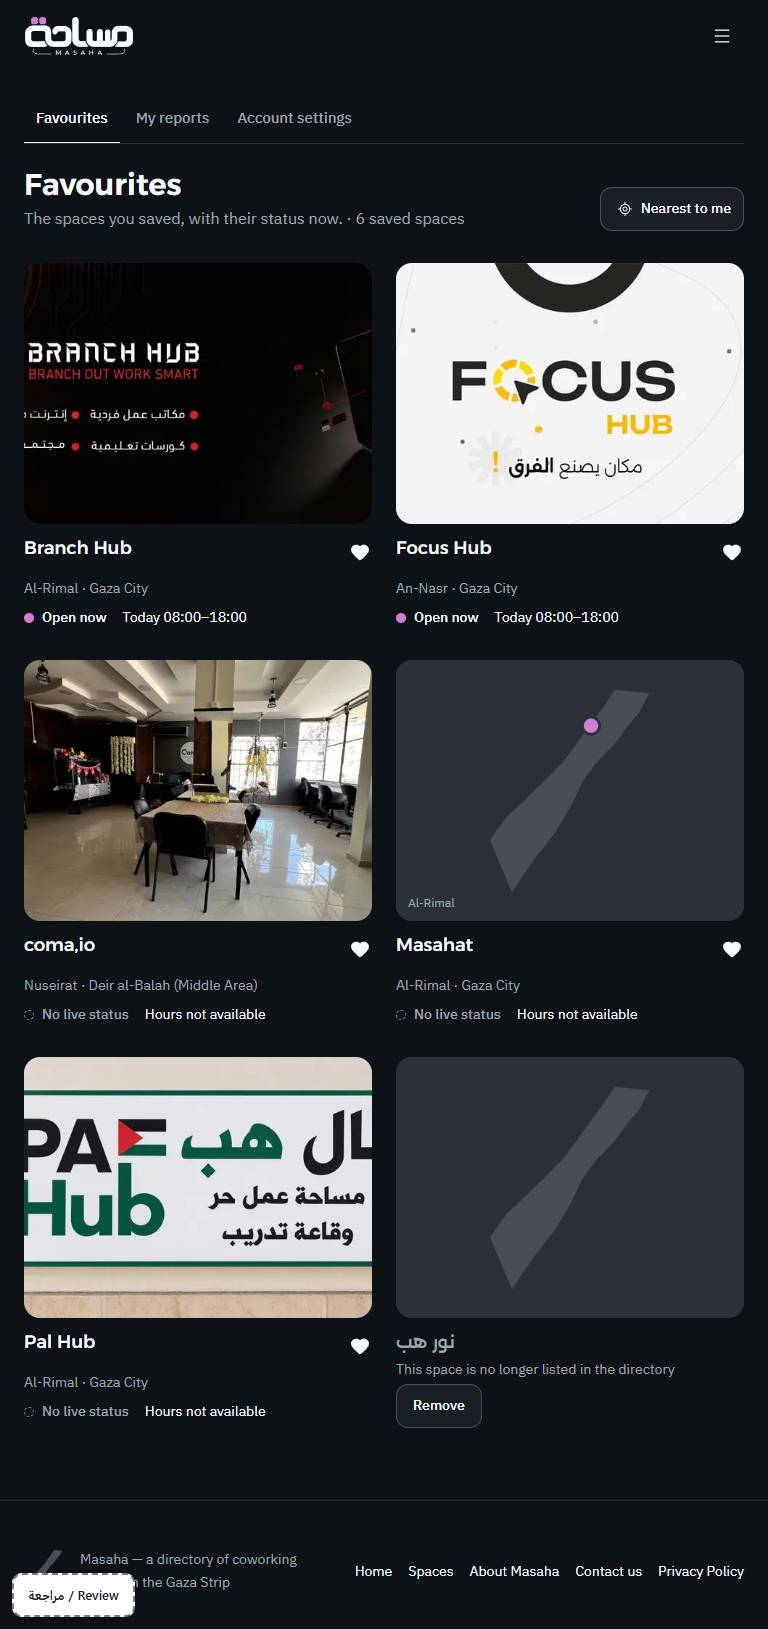 مساحة
MASAHA
Favourites
My reports
Account settings
Favourites
The spaces you saved, with their status now. · 6 saved spaces
Nearest to me
BRANCH HUB
BRANCH OUT WORK SMART
مكاتب عمل فردية
إنترنت
كورسات تعليمية
FOCUS
HUB
مكان يصنع الفرق !
Branch Hub
Al-Rimal · Gaza City
Open now
Today 08:00–18:00
Focus Hub
An-Nasr · Gaza City
Open now
Today 08:00–18:00
Al-Rimal
coma,io
Nuseirat · Deir al-Balah (Middle Area)
No live status
Hours not available
Masahat
Al-Rimal · Gaza City
No live status
Hours not available
PAL
Hub
بال هب
مساحة عمل حر
وقاعة تدريب
Pal Hub
Al-Rimal · Gaza City
No live status
Hours not available
نور هب
This space is no longer listed in the directory
Remove
Masaha — a directory of coworking
the Gaza Strip
Home
Spaces
About Masaha
Contact us
Privacy Policy
مراجعة / Review